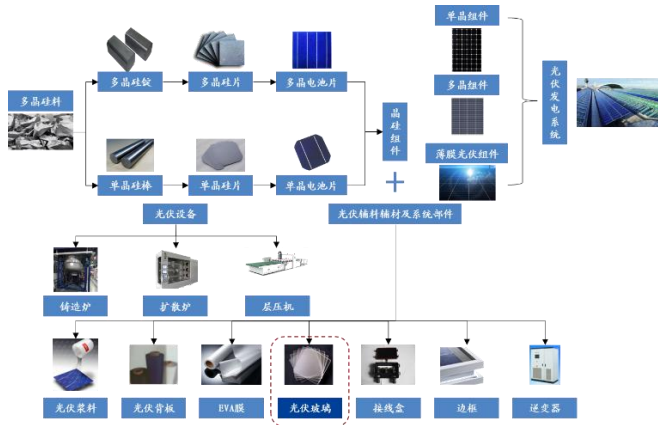 单晶组件
多晶硅锭
多晶硅片
多晶电池片
多晶硅料
多晶组件
晶硅组件
光伏发电系统
薄膜光伏组件
单晶硅棒
单晶硅片
单晶电池片
光伏设备
光伏辅料辅材及系统部件
铸造炉
扩散炉
层压机
光伏浆料
光伏背板
EVA膜
光伏玻璃
接线盒
边框
逆变器